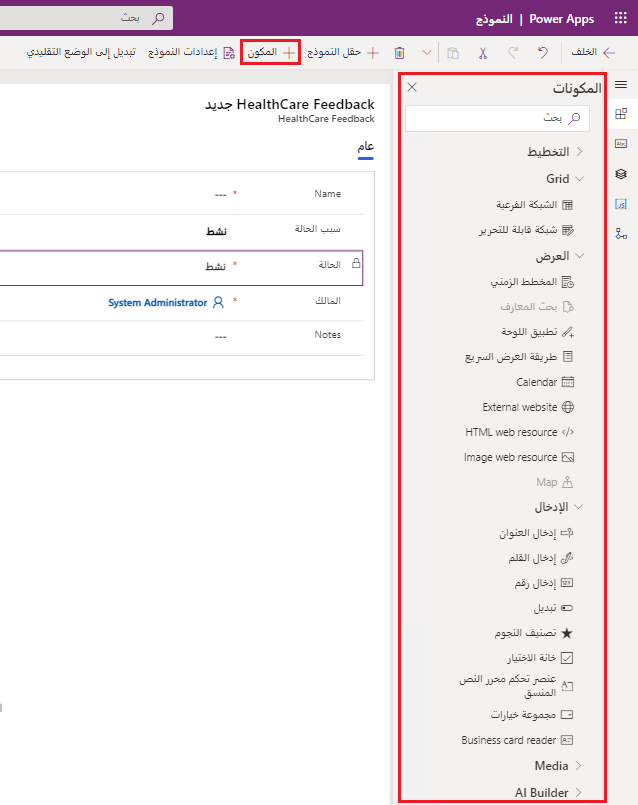 Power Apps | النموذج
بحث
الخلف
حقل النموذج
المكون
إعدادات النموذج
تبديل إلى الوضع التقليدي
المكونات
بحث
التخطيط
Grid
الشبكة الفرعية
شبكة قابلة للتحرير
العرض
المخطط الزمني
بحث المعارف
تطبيق اللوحة
طريقة العرض السريع
Calendar
External website
HTML web resource
Image web resource
Map
الإدخال
إدخال العنوان
إدخال القلم
إدخال رقم
تبديل
تصنيف النجوم
خانة الاختيار
عنصر تحكم محرر النص
المنسق
مجموعة خيارات
Business card reader
Media
AI Builder
HealthCare Feedback جديد
HealthCare Feedback
عام
Name * ---
سبب الحالة نشط
الحالة * نشط
المالك * System Administrator
Notes ---